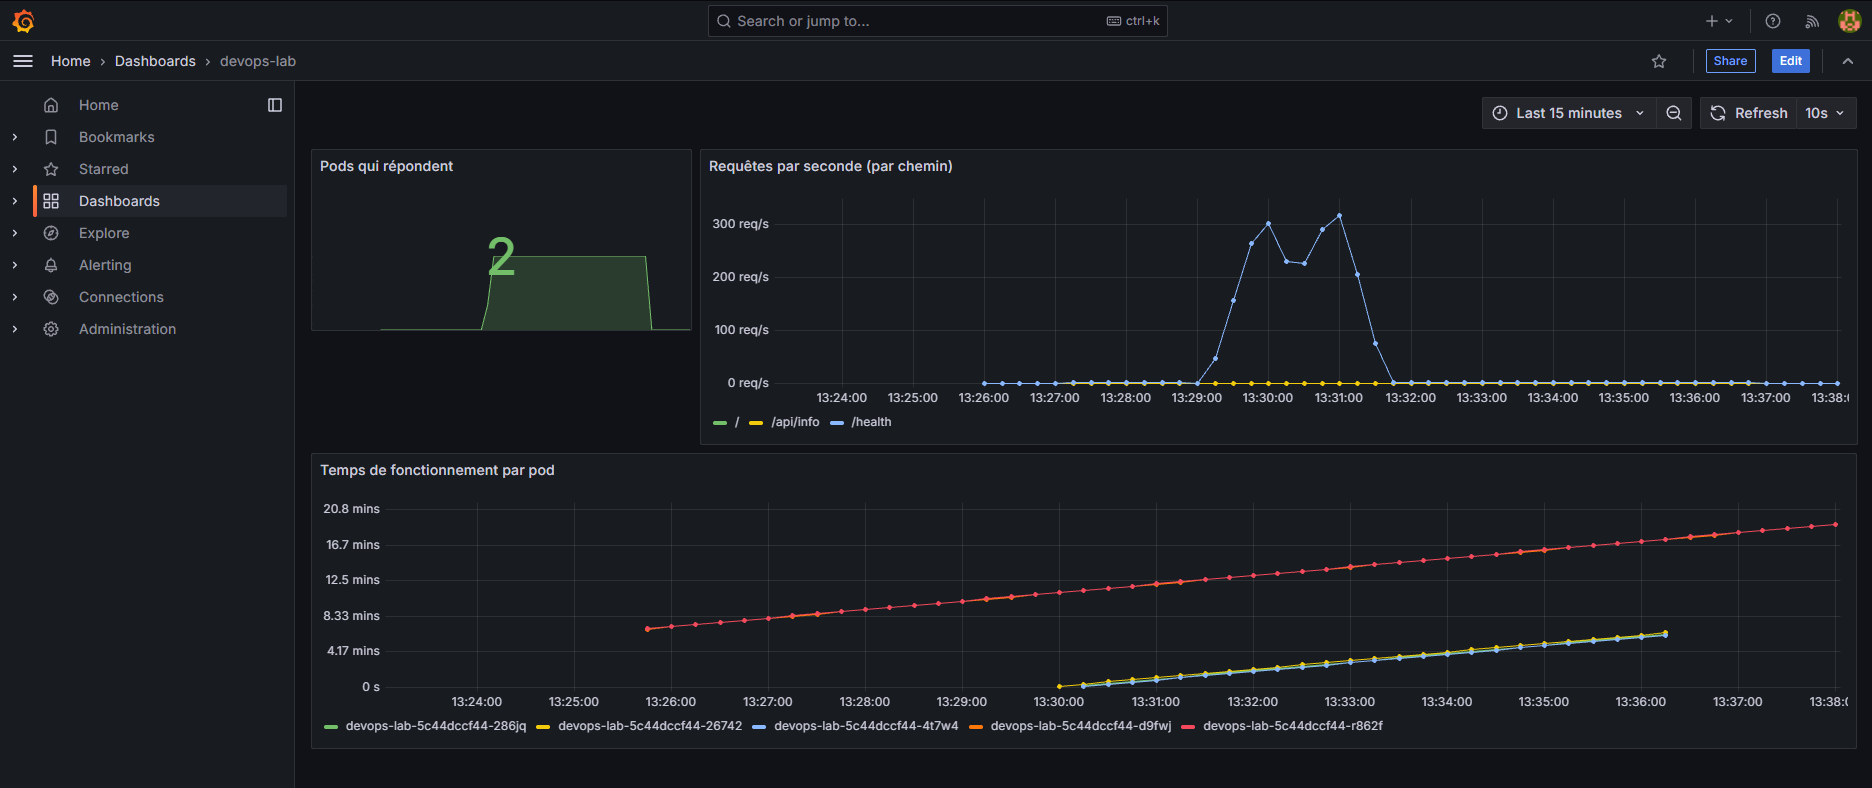 Search or jump to...
ctrl+k
Home › Dashboards › devops-lab
Share
Edit
Home
Bookmarks
Starred
Dashboards
Explore
Alerting
Connections
Administration
Last 15 minutes
Refresh
10s
Pods qui répondent
2
Requêtes par seconde (par chemin)
300 req/s
200 req/s
100 req/s
0 req/s
13:24:00 13:25:00 13:26:00 13:27:00 13:28:00 13:29:00 13:30:00 13:31:00 13:32:00 13:33:00 13:34:00 13:35:00 13:36:00 13:37:00 13:38:0
/ /api/info /health
Temps de fonctionnement par pod
20.8 mins
16.7 mins
12.5 mins
8.33 mins
4.17 mins
0 s
13:24:00 13:25:00 13:26:00 13:27:00 13:28:00 13:29:00 13:30:00 13:31:00 13:32:00 13:33:00 13:34:00 13:35:00 13:36:00 13:37:00 13:38:0
devops-lab-5c44dccf44-286jq devops-lab-5c44dccf44-26742 devops-lab-5c44dccf44-4t7w4 devops-lab-5c44dccf44-d9fwj devops-lab-5c44dccf44-r862f